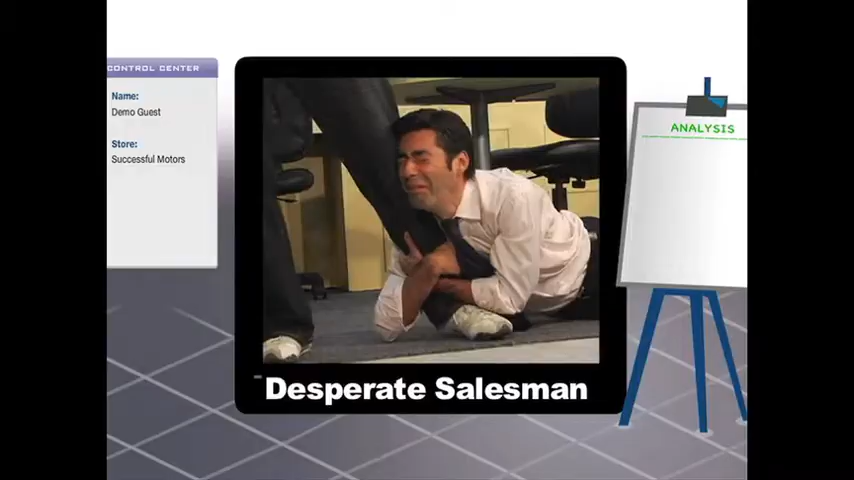 CONTROL CENTER
Name:
Demo Guest
Store:
Successful Motors
ANALYSIS
Desperate Salesman